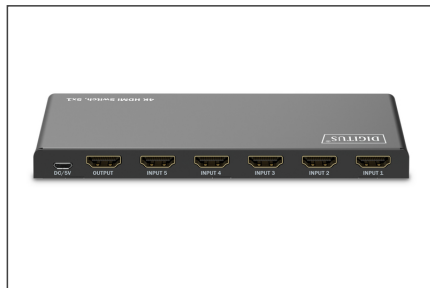 4K HDMI Switch, 5x1
DIGITUS®
DC/5V OUTPUT INPUT 5 INPUT 4 INPUT 3 INPUT 2 INPUT 1